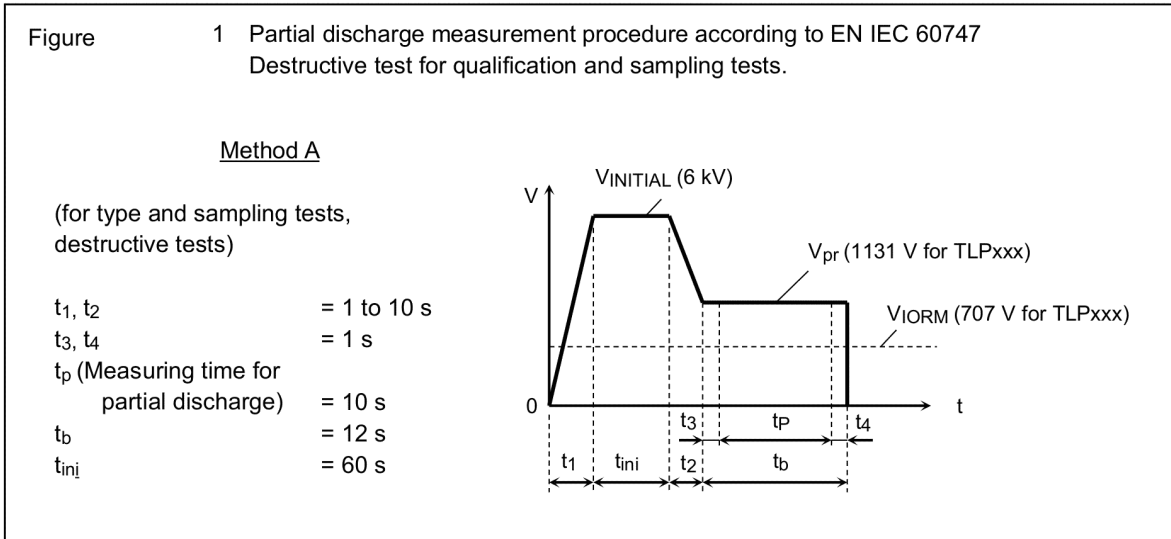 Figure 1 Partial discharge measurement procedure according to EN IEC 60747
Destructive test for qualification and sampling tests.
Method A
(for type and sampling tests,
destructive tests)
t1, t2 = 1 to 10 s
t3, t4 = 1 s
tp (Measuring time for
partial discharge) = 10 s
tb = 12 s
tini = 60 s
V
VINITIAL (6 kV)
Vpr (1131 V for TLPxxx)
VIORM (707 V for TLPxxx)
0
t
t3 tP t4
t1 tini t2 tb